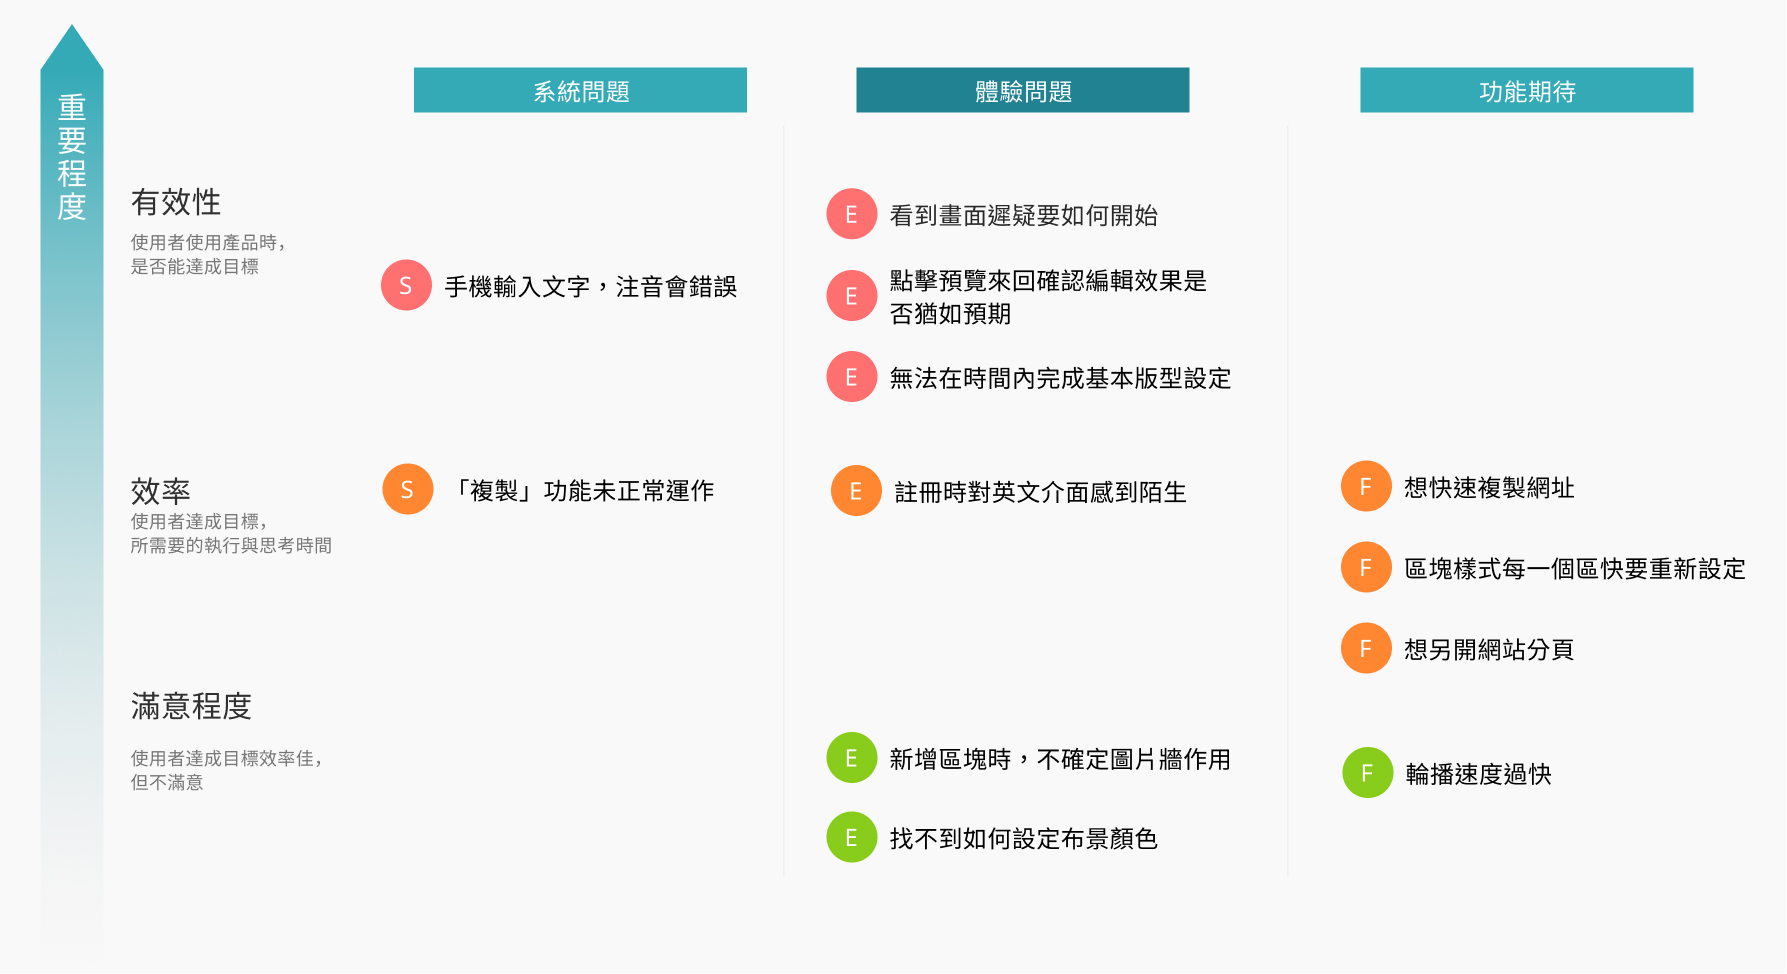 重要程度
系統問題
體驗問題
功能期待
有效性
使用者使用產品時，
是否能達成目標
S
手機輸入文字，注音會錯誤
E
看到畫面遲疑要如何開始
E
點擊預覽來回確認編輯效果是
否猶如預期
E
無法在時間內完成基本版型設定
效率
使用者達成目標，
所需要的執行與思考時間
S
「複製」功能未正常運作
E
註冊時對英文介面感到陌生
F
想快速複製網址
F
區塊樣式每一個區快要重新設定
F
想另開網站分頁
滿意程度
使用者達成目標效率佳，
但不滿意
E
新增區塊時，不確定圖片牆作用
E
找不到如何設定布景顏色
F
輪播速度過快